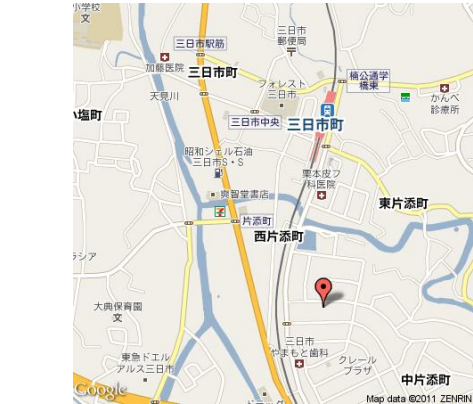 小学校
文
三日市
郵便局
三日市駅筋
加藤医院
三日市町
天見川
フォレスト
三日市
楠公通学
橋東
かんべ
診療所
小塩町
三日市中央
三日市町
昭和シェル石油
三日市S・S
栗本皮フ
科医院
爽智堂書店
東片添町
片添町
西片添町
ラシア
大典保育園
文
三日市
やまもと歯科
東急ドエル
アルス三日市
クレール
プラザ
中片添町
Google
Map data ©2011 ZENRIN